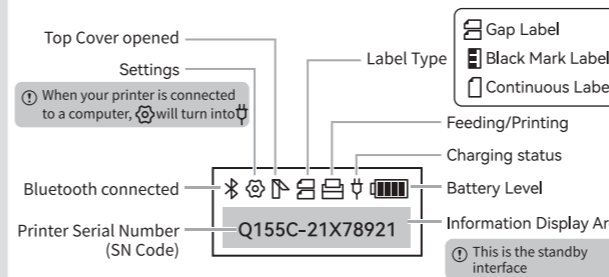 Top Cover opened
Settings
When your printer is connected
to a computer, will turn into
Bluetooth connected
Printer Serial Number
(SN Code)
Label Type
Gap Label
Black Mark Label
Continuous Labe
Feeding/Printing
Charging status
Battery Level
Information Display Ar
This is the standby
interface
Q155C-21X78921